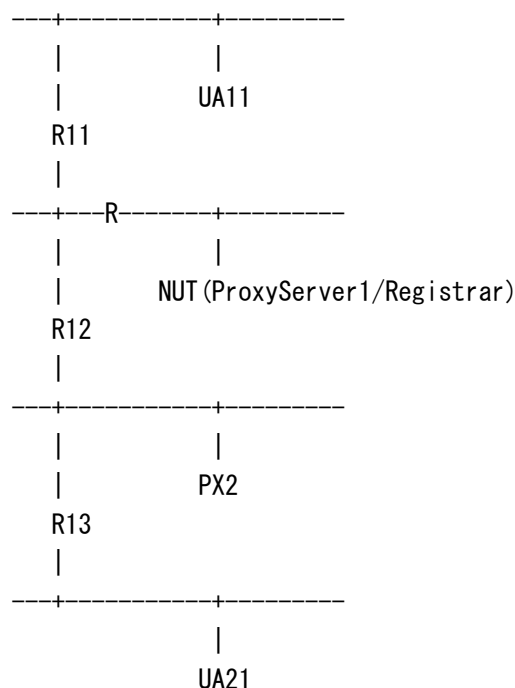 ---+-----------+---------
|           |
|          UA11
R11
|
---+---R-------+---------
|           |
|       NUT(ProxyServer1/Registrar)
R12
|
---+-----------+---------
|           |
|          PX2
R13
|
---+-----------+---------
|
UA21